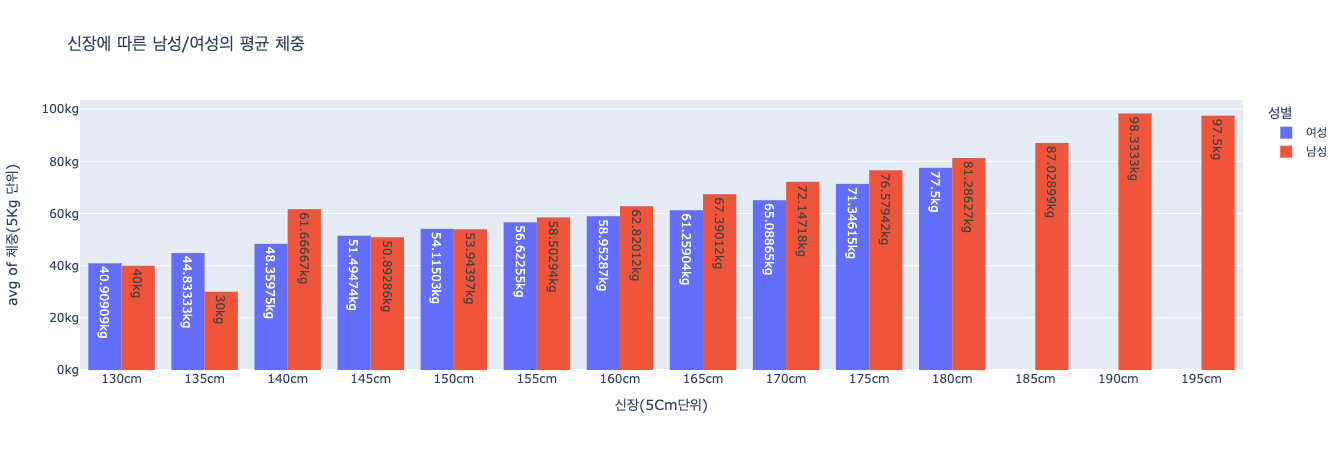 신장에 따른 남성/여성의 평균 체중
성별
여성
남성
avg of 체중(5Kg 단위)
100kg
80kg
60kg
40kg
20kg
0kg
40.90909kg
40kg
44.83333kg
30kg
48.35975kg
61.66667kg
51.49474kg
50.89286kg
54.11503kg
53.94397kg
56.62255kg
58.50294kg
58.95287kg
62.82012kg
61.25904kg
67.39012kg
65.08865kg
72.14718kg
71.34615kg
76.57942kg
77.5kg
81.28627kg
87.02899kg
98.3333kg
97.5kg
130cm 135cm 140cm 145cm 150cm 155cm 160cm 165cm 170cm 175cm 180cm 185cm 190cm 195cm
신장(5Cm단위)